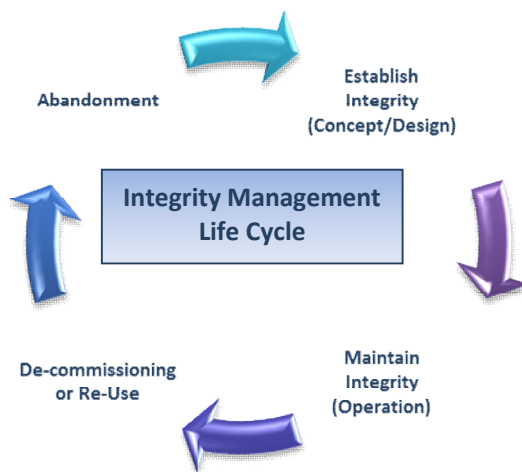 Abandonment
Establish
Integrity
(Concept/Design)
Integrity Management
Life Cycle
De-commissioning
or Re-Use
Maintain
Integrity
(Operation)